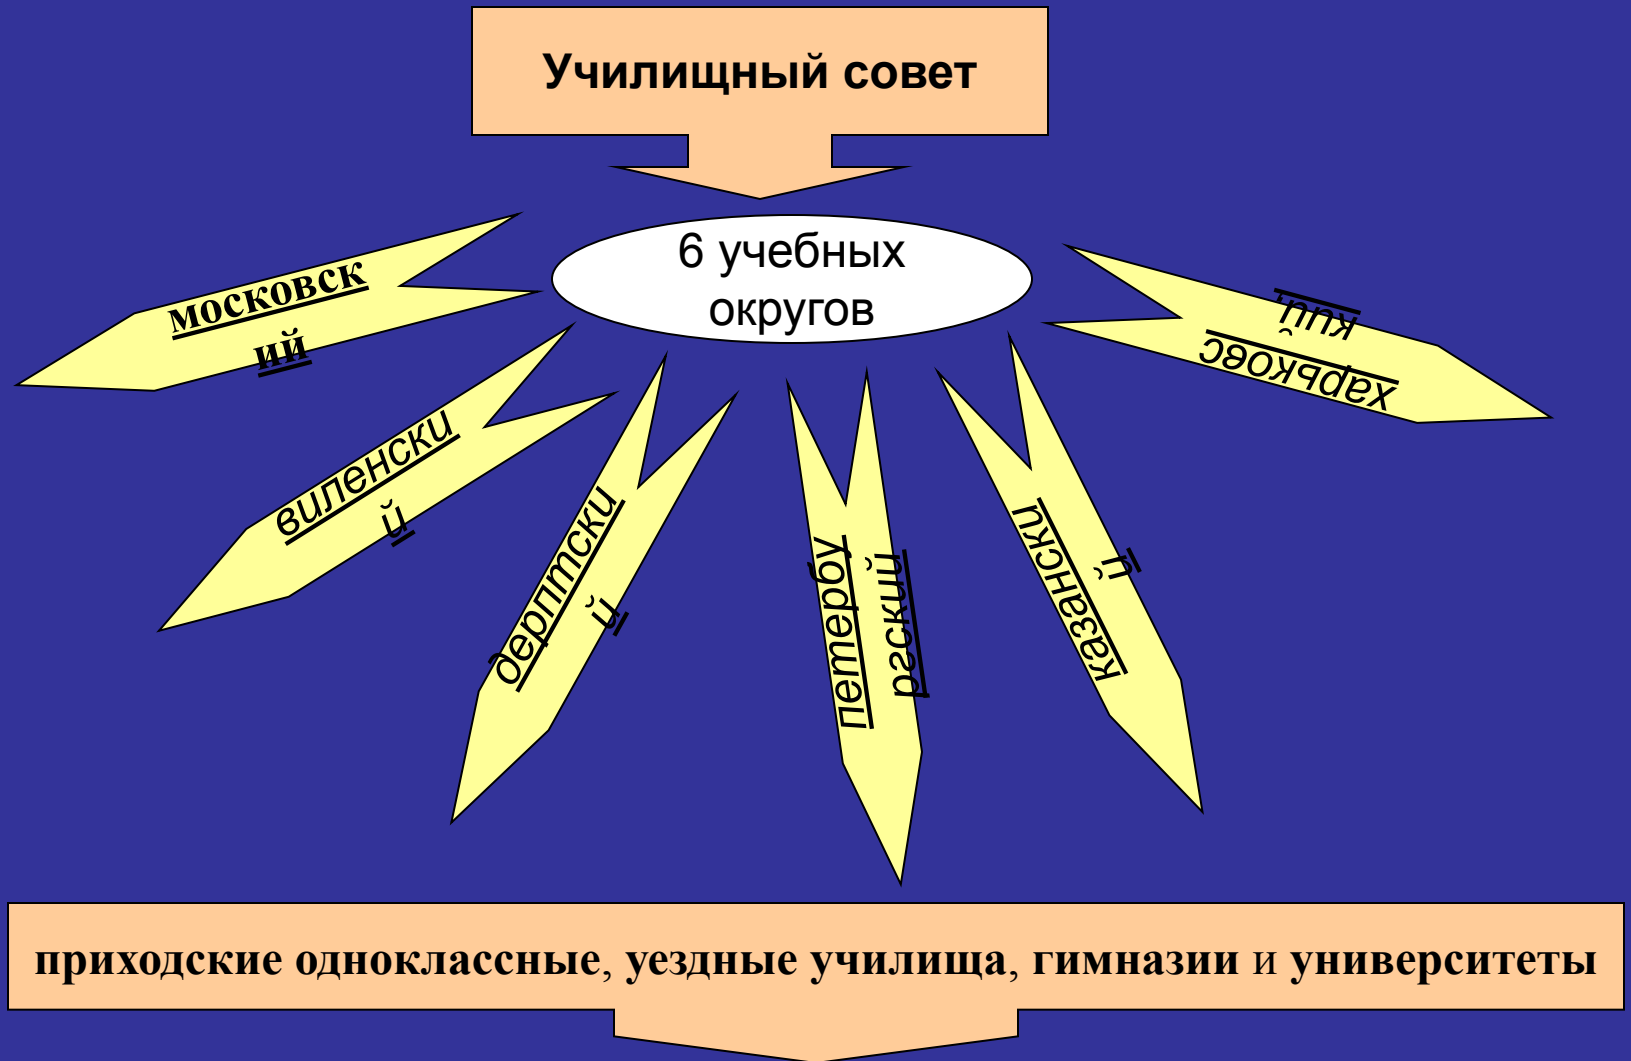 Училищный совет
6 учебных
округов
московск
ий
виленски
й
дерптски
й
петербу
ргский
казански
й
харьковс
кий
приходские одноклассные, уездные училища, гимназии и университеты